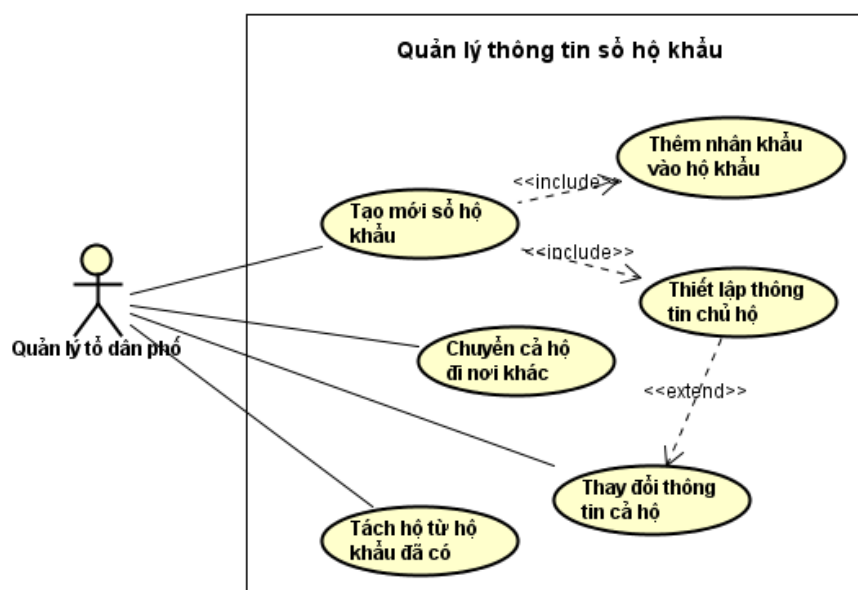 Quản lý thông tin sổ hộ khẩu
Thêm nhân khẩu
vào hộ khẩu
<<include>>
Tạo mới sổ hộ
khẩu
<<include>>
Thiết lập thông
tin chủ hộ
Quản lý tổ dân phố
Chuyển cả hộ
đi nơi khác
<<extend>>
Thay đổi thông
tin cả hộ
Tách hộ từ hộ
khẩu đã có